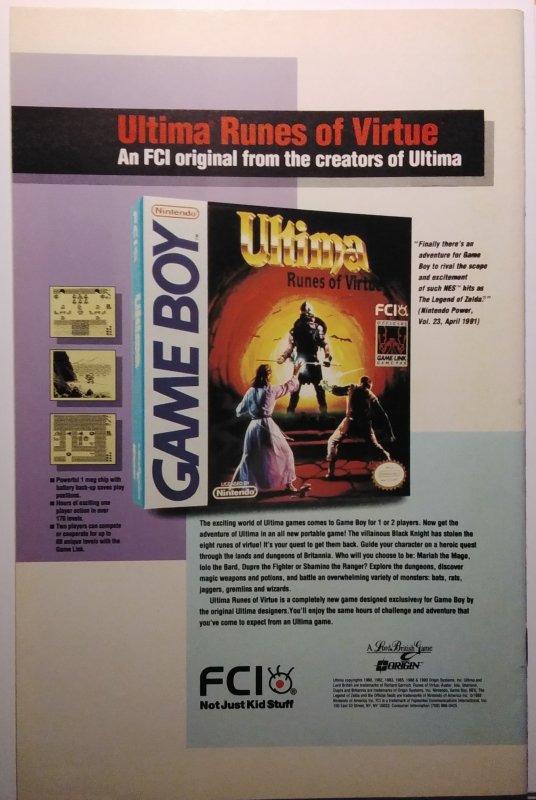 Ultima Runes of Virtue
An FCI original from the creators of Ultima
Nintendo
GAME BOY
TM
Ultima
Runes of Virtue
FCI
OFFICIAL
GAME LINK
GAME PAK
LICENSED BY
Nintendo
"Finally there's an
adventure for Game
Boy to rival the scope
and excitement
of such NES™ hits as
The Legend of Zelda®"
(Nintendo Power,
Vol. 23, April 1991)
■ Powerful 1 meg chip with
battery back-up saves play
positions.
■ Hours of exciting one
player action in over
170 levels.
■ Two players can compete
or cooperate for up to
60 unique levels with the
Game Link.
The exciting world of Ultima games comes to Game Boy for 1 or 2 players. Now get the
adventure of Ultima in an all new portable game! The villainous Black Knight has stolen the
eight runes of virtue! It's your quest to get them back. Guide your character on a heroic quest
through the lands and dungeons of Britannia. Who will you choose to be: Mariah the Mage,
Iolo the Bard, Dupre the Fighter or Shamino the Ranger? Explore the dungeons, discover
magic weapons and potions, and battle an overwhelming variety of monsters: bats, rats,
jaggers, gremlins and wizards.
Ultima Runes of Virtue is a completely new game designed exclusively for Game Boy by
the original Ultima designers. You'll enjoy the same hours of challenge and adventure that
you've come to expect from an Ultima game.
FCI
Not Just Kid Stuff
A Lord British Game
ORIGIN